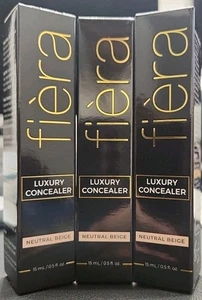 fièra
LUXURY
CONCEALER
NEUTRAL BEIGE
15 mL / 0.5 fl oz
fièra
LUXURY
CONCEALER
NEUTRAL BEIGE
15 mL / 0.5 fl oz
fièra
LUXURY
CONCEALER
NEUTRAL BEIGE
15 mL / 0.5 fl oz